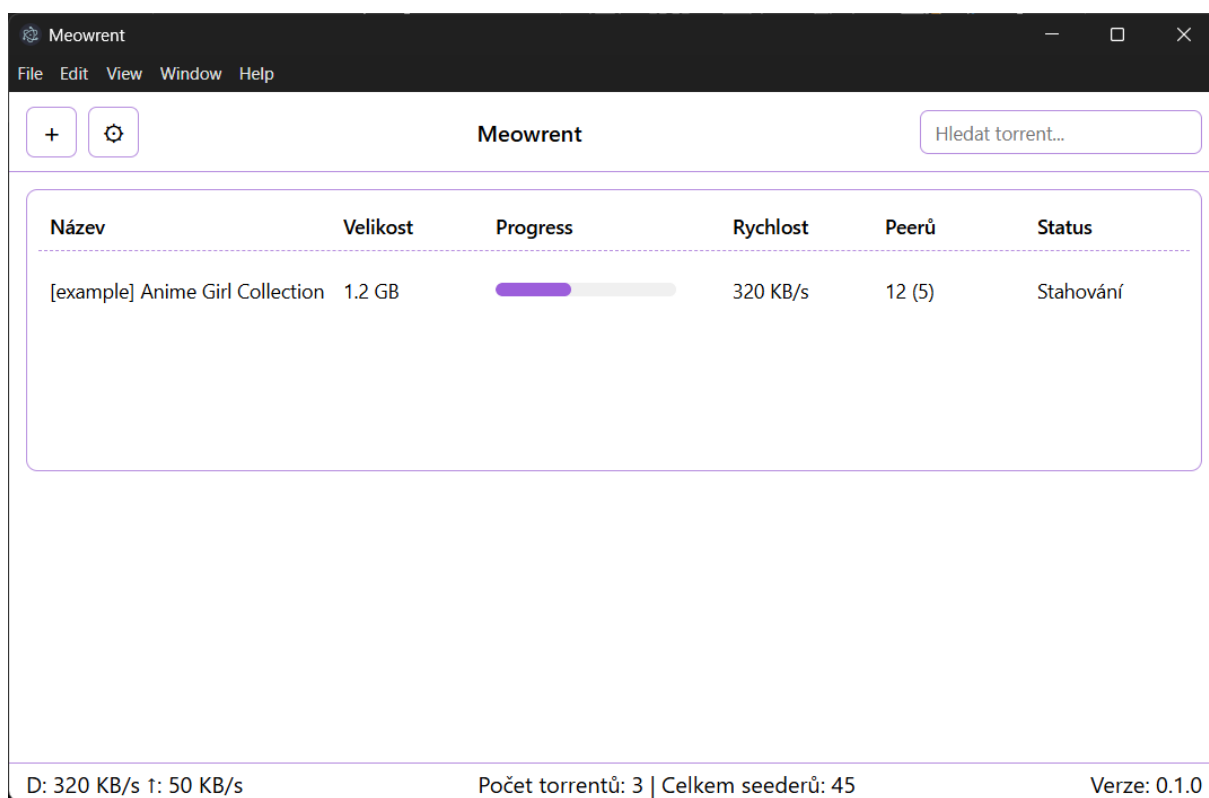 Meowrent
File Edit View Window Help
+ Meowrent Hledat torrent...
Název Velikost Progress Rychlost Peerů Status
[example] Anime Girl Collection 1.2 GB 320 KB/s 12 (5) Stahování
D: 320 KB/s ↑: 50 KB/s Počet torrentů: 3 | Celkem seederů: 45 Verze: 0.1.0